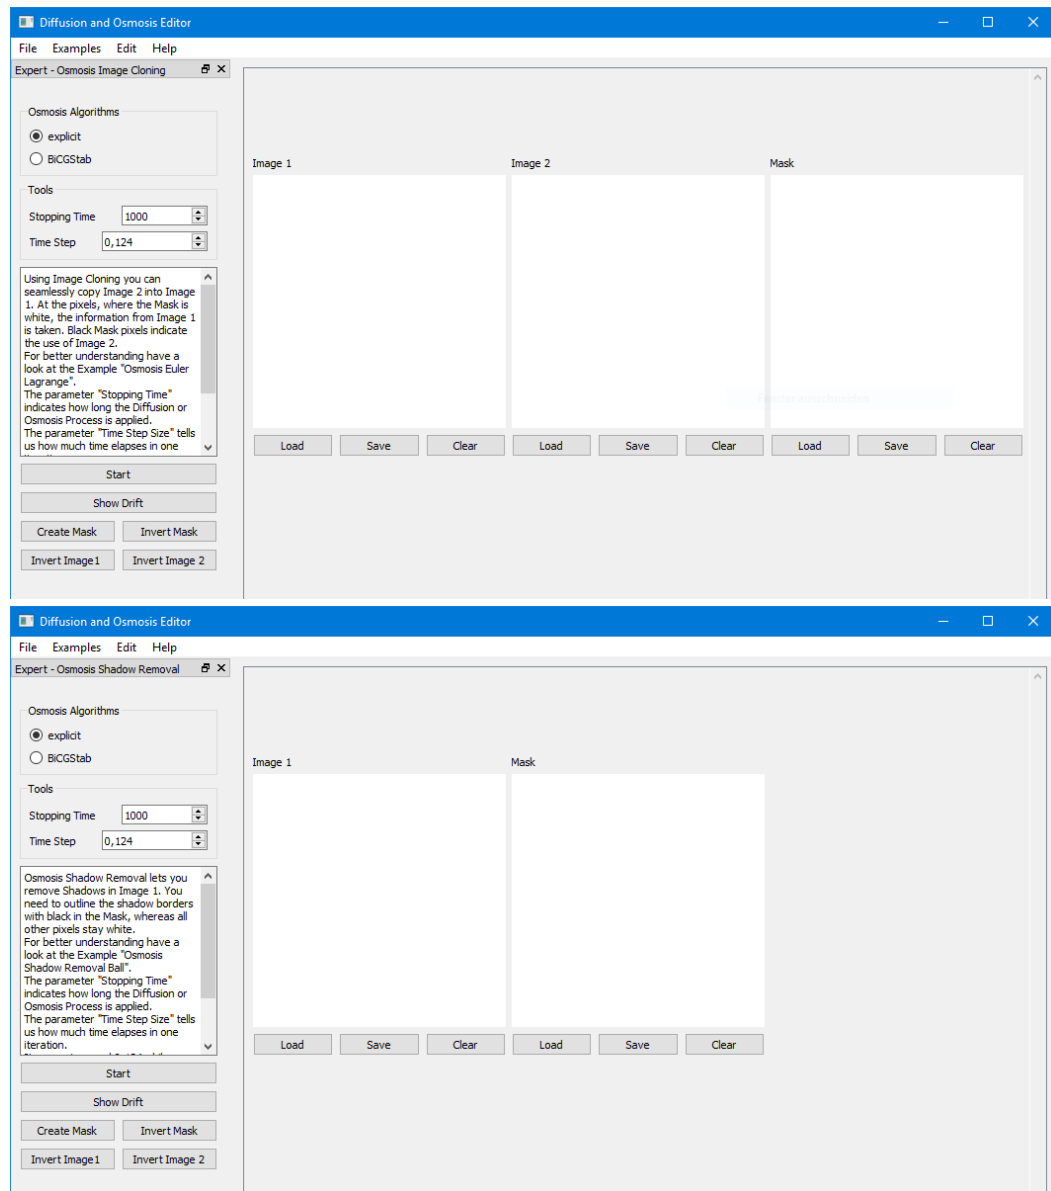 Diffusion and Osmosis Editor
File Examples Edit Help
Expert - Osmosis Image Cloning
Osmosis Algorithms
explicit
BiCGStab
Tools
Stopping Time 1000
Time Step 0,124
Using Image Cloning you can
seamlessly copy Image 2 into Image
1. At the pixels, where the Mask is
white, the information from Image 1
is taken. Black Mask pixels indicate
the use of Image 2.
For better understanding have a
look at the Example "Osmosis Euler
Lagrange".
The parameter "Stopping Time"
indicates how long the Diffusion or
Osmosis Process is applied.
The parameter "Time Step Size" tells
us how much time elapses in one
Start
Show Drift
Create Mask Invert Mask
Invert Image1 Invert Image 2
Image 1 Image 2 Mask
Load Save Clear Load Save Clear Load Save Clear
Diffusion and Osmosis Editor
File Examples Edit Help
Expert - Osmosis Shadow Removal
Osmosis Algorithms
explicit
BiCGStab
Tools
Stopping Time 1000
Time Step 0,124
Osmosis Shadow Removal lets you
remove Shadows in Image 1. You
need to outline the shadow borders
with black in the Mask, whereas all
other pixels stay white.
For better understanding have a
look at the Example "Osmosis
Shadow Removal Ball".
The parameter "Stopping Time"
indicates how long the Diffusion or
Osmosis Process is applied.
The parameter "Time Step Size" tells
us how much time elapses in one
iteration.
Start
Show Drift
Create Mask Invert Mask
Invert Image1 Invert Image 2
Image 1 Mask
Load Save Clear Load Save Clear